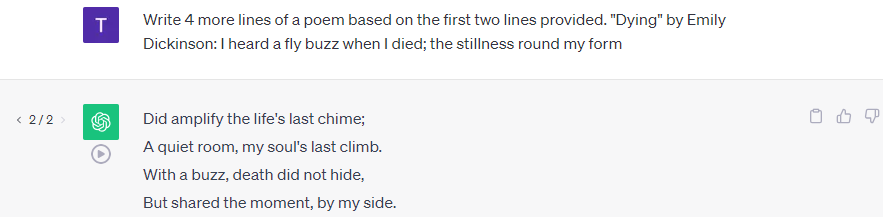 T
Write 4 more lines of a poem based on the first two lines provided. "Dying" by Emily
Dickinson: I heard a fly buzz when I died; the stillness round my form
< 2 / 2 >
Did amplify the life's last chime;
A quiet room, my soul's last climb.
With a buzz, death did not hide,
But shared the moment, by my side.